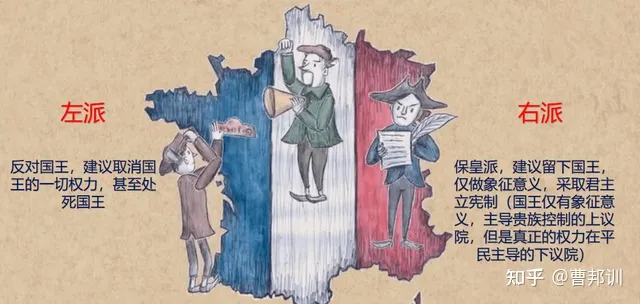 左派
反对国王，建议取消国
王的一切权力，甚至处
死国王
右派
保皇派，建议留下国王，
仅做象征意义，采取君主
立宪制（国王仅有象征意
义，主导贵族控制的上议
院，但是真正的权力在平
民主导的下议院）
知乎 @曹邦训